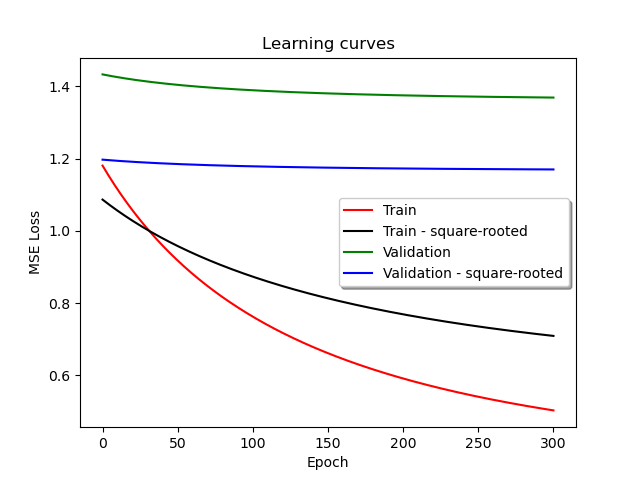 Learning curves
MSE Loss
1.4
1.2
1.0
0.8
0.6
Train
Train - square-rooted
Validation
Validation - square-rooted
0 50 100 150 200 250 300
Epoch